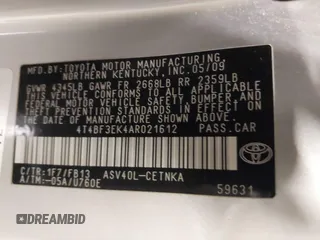 MFD. BY:TOYOTA MOTOR MANUFACTURING,
NORTHERN KENTUCKY,INC.05/09
GVWR 4345LB GAWR FR 2668LB RR 2359LB
THIS VEHICLE CONFORMS TO ALL APPLICABLE
FEDERAL MOTOR VEHICLE SAFETY, BUMPER, AND
THEFT PREVENTION STANDARDS IN EFFECT ON
THE DATE OF MANUFACTURE SHOWN ABOVE.
4T4BF3EK4AR021612 PASS.CAR
C/TR:1F7/FB13 ASV40L-CETNKA
A/TM:-05A/U760E
59631
DREAMBID